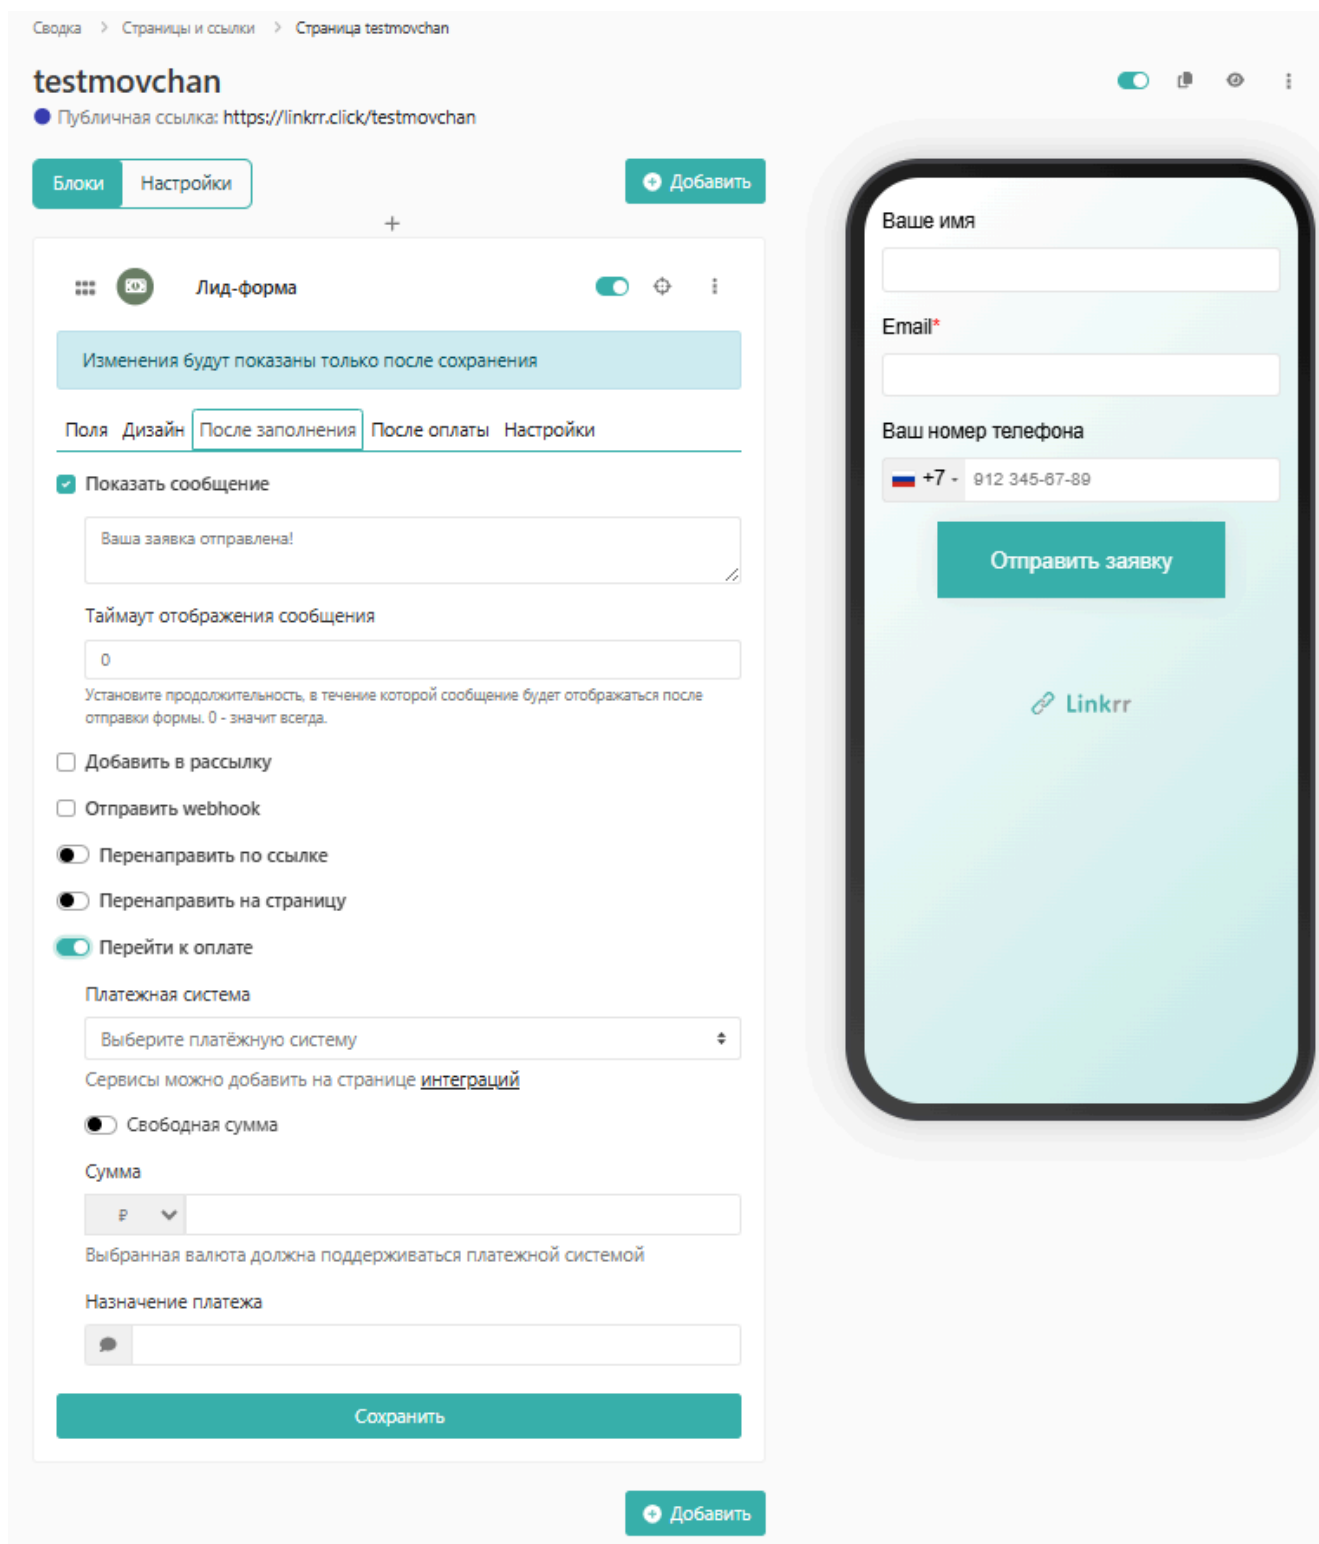 Сводка > Страницы и ссылки > Страница testmovchan
testmovchan
Публичная ссылка: https://linkrr.click/testmovchan
Блоки Настройки
Добавить
Лид-форма
Изменения будут показаны только после сохранения
Поля Дизайн После заполнения После оплаты Настройки
Показать сообщение
Ваша заявка отправлена!
Таймаут отображения сообщения
0
Установите продолжительность, в течение которой сообщение будет отображаться после
отправки формы. 0 - значит всегда.
Добавить в рассылку
Отправить webhook
Перенаправить по ссылке
Перенаправить на страницу
Перейти к оплате
Платежная система
Выберите платёжную систему
Сервисы можно добавить на странице интеграций
Свободная сумма
Сумма
₽
Выбранная валюта должна поддерживаться платежной системой
Назначение платежа
Сохранить
Добавить
Ваше имя
Email*
Ваш номер телефона
+7 912 345-67-89
Отправить заявку
Linkrr